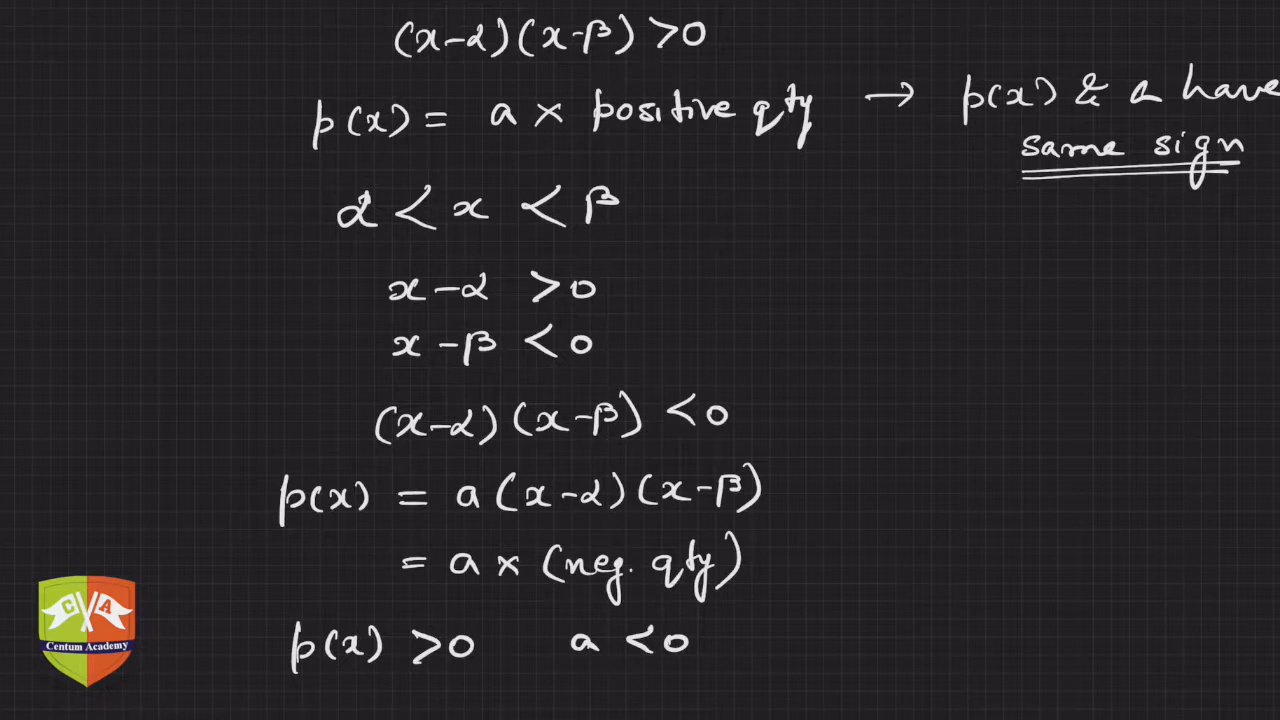 (x-α)(x-β) >0
p(x) = a × positive qty → p(x) & a have
same sign
α < x < β
x-α >0
x-β <0
(x-α)(x-β) <0
p(x) = a(x-α)(x-β)
= a × (neg. qty)
p(x) >0 a <0
C A
Centum Academy